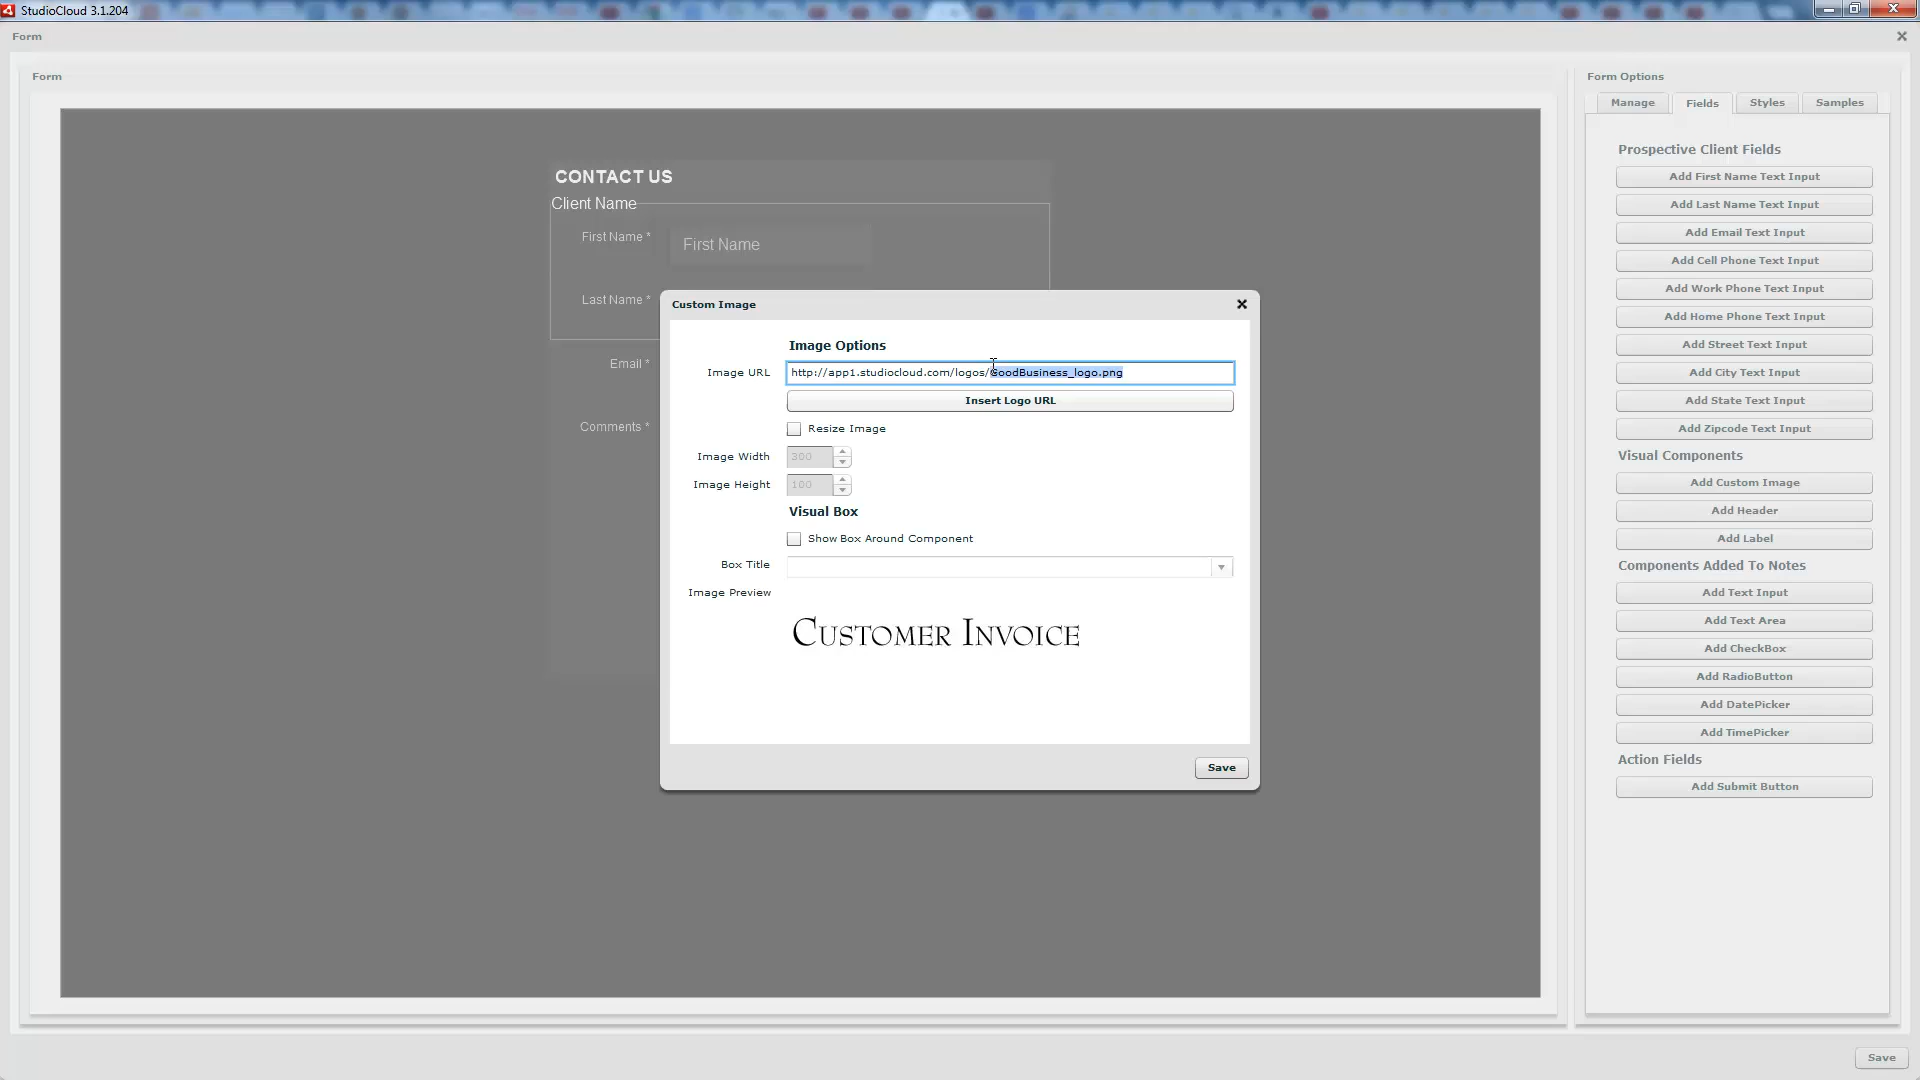 StudioCloud 3.1.204
Form
Form
CONTACT US
Client Name
First Name *
First Name
Last Name *
Email *
Comments *
Custom Image
Image Options
Image URL
http://app1.studiocloud.com/logos/GoodBusiness_logo.png
Insert Logo URL
Resize Image
Image Width
300
Image Height
100
Visual Box
Show Box Around Component
Box Title
Image Preview
CUSTOMER INVOICE
Save
Form Options
Manage
Fields
Styles
Samples
Prospective Client Fields
Add First Name Text Input
Add Last Name Text Input
Add Email Text Input
Add Cell Phone Text Input
Add Work Phone Text Input
Add Home Phone Text Input
Add Street Text Input
Add City Text Input
Add State Text Input
Add Zipcode Text Input
Visual Components
Add Custom Image
Add Header
Add Label
Components Added To Notes
Add Text Input
Add Text Area
Add CheckBox
Add RadioButton
Add DatePicker
Add TimePicker
Action Fields
Add Submit Button
Save